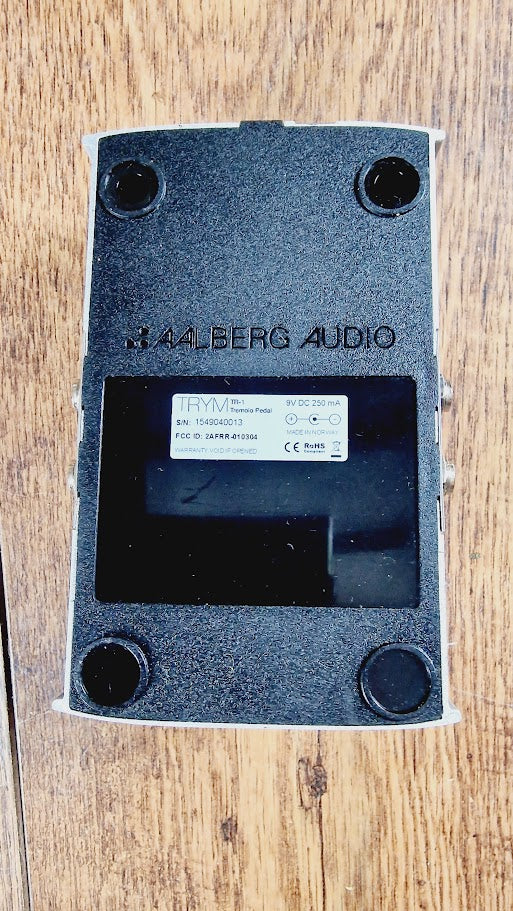 AALBERG AUDIO
TRYM TR-1 Tremolo Pedal
S/N: 1549040013
FCC ID: 2AFRR-010304
WARRANTY VOID IF OPENED
9V DC 250 mA
MADE IN NORWAY
CE RoHS
Compliant